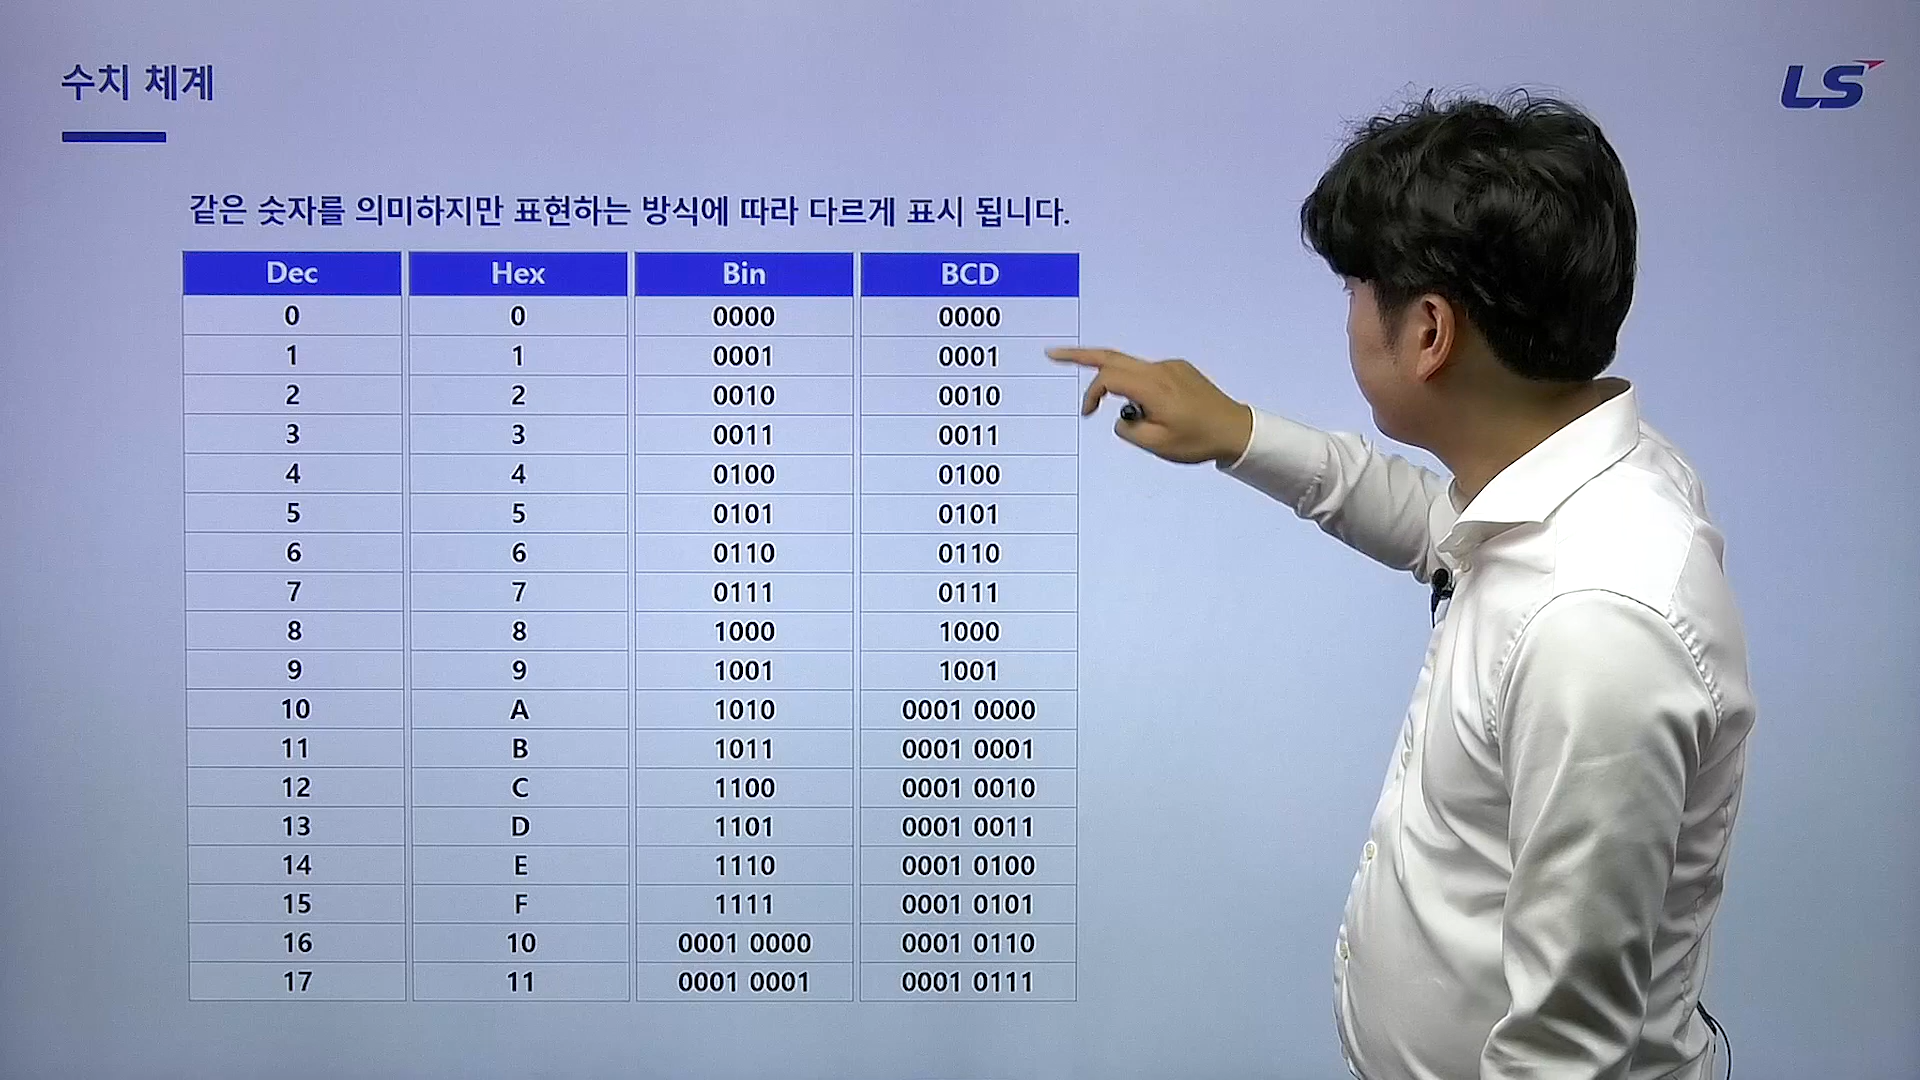 수치 체계
LS
같은 숫자를 의미하지만 표현하는 방식에 따라 다르게 표시 됩니다.
Dec Hex Bin BCD
0 0 0000 0000
1 1 0001 0001
2 2 0010 0010
3 3 0011 0011
4 4 0100 0100
5 5 0101 0101
6 6 0110 0110
7 7 0111 0111
8 8 1000 1000
9 9 1001 1001
10 A 1010 0001 0000
11 B 1011 0001 0001
12 C 1100 0001 0010
13 D 1101 0001 0011
14 E 1110 0001 0100
15 F 1111 0001 0101
16 10 0001 0000 0001 0110
17 11 0001 0001 0001 0111